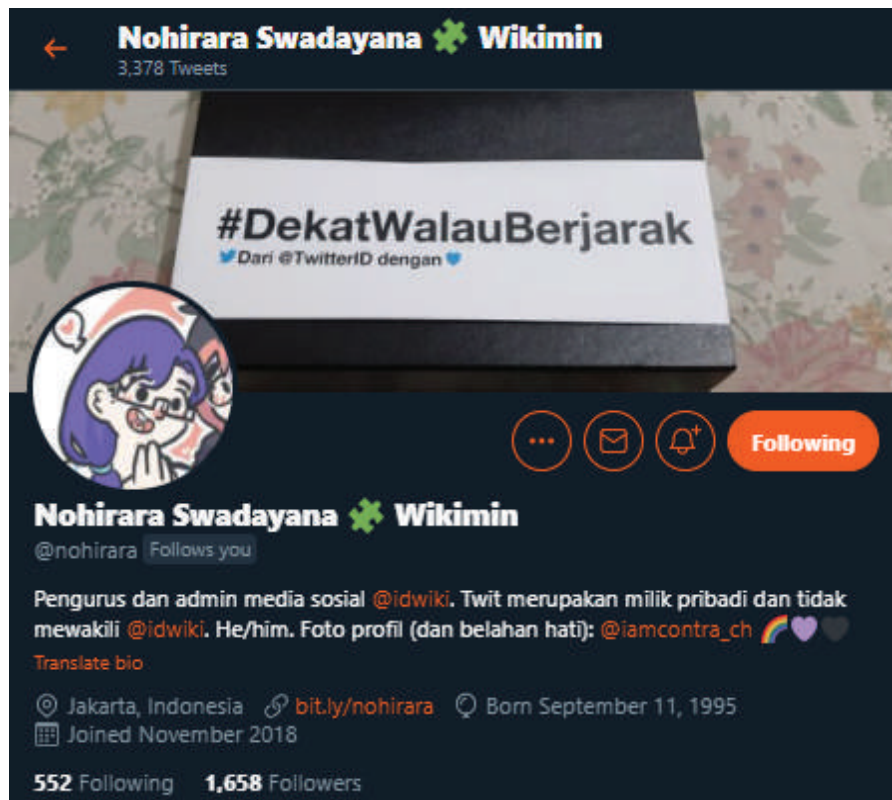 Nohirara Swadayana 🧩 Wikimin
3,378 Tweets
#DekatWalauBerjarak
Dari @TwitterID dengan 💙
Following
Nohirara Swadayana 🧩 Wikimin
@nohirara Follows you
Pengurus dan admin media sosial @idwiki. Twit merupakan milik pribadi dan tidak
mewakili @idwiki. He/him. Foto profil (dan belahan hati): @iamcontra_ch 🌈💜🖤
Translate bio
Jakarta, Indonesia bit.ly/nohirara Born September 11, 1995
Joined November 2018
552 Following 1,658 Followers